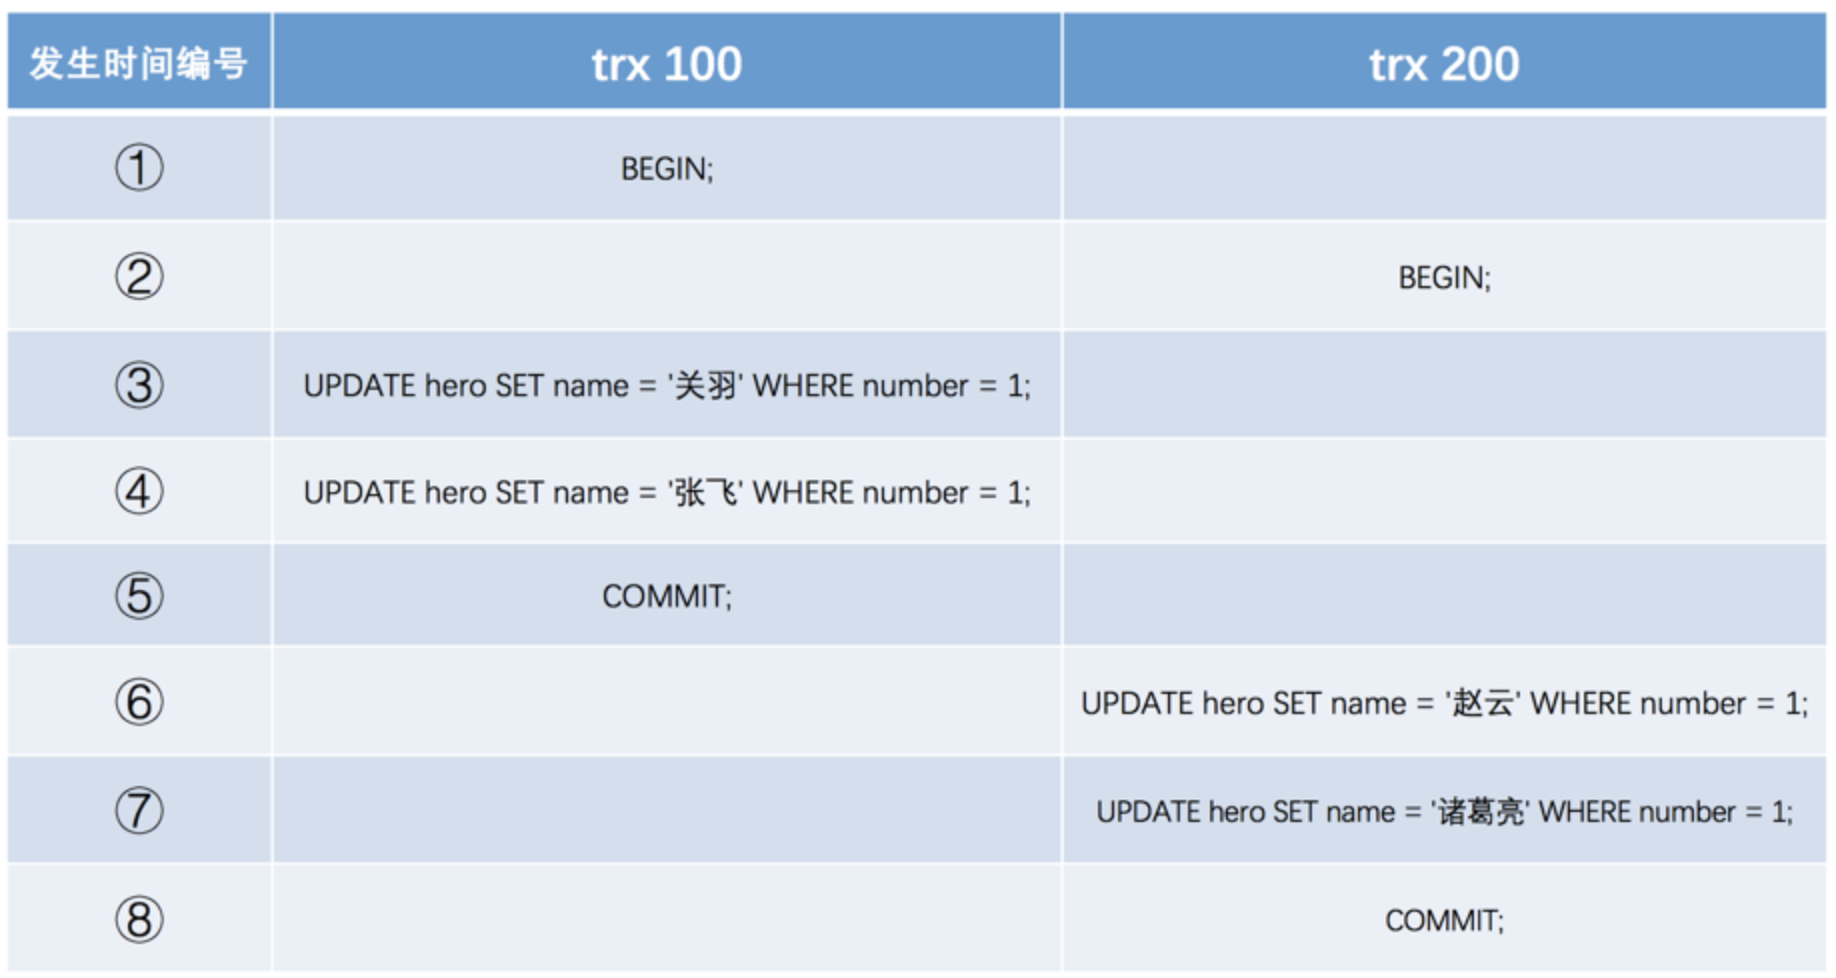 发生时间编号 trx 100 trx 200
① BEGIN;
② BEGIN;
③ UPDATE hero SET name = '关羽' WHERE number = 1;
④ UPDATE hero SET name = '张飞' WHERE number = 1;
⑤ COMMIT;
⑥ UPDATE hero SET name = '赵云' WHERE number = 1;
⑦ UPDATE hero SET name = '诸葛亮' WHERE number = 1;
⑧ COMMIT;